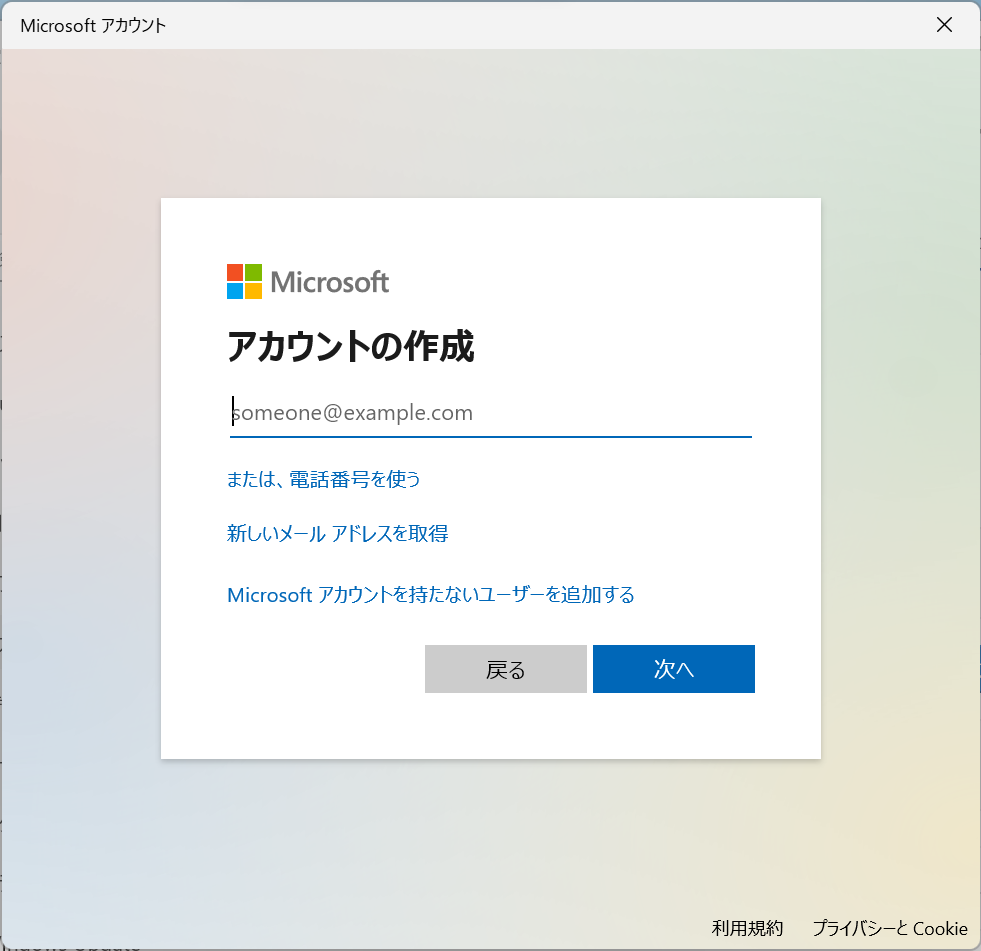 Microsoft アカウント
Microsoft
アカウントの作成
someone@example.com
または、電話番号を使う
新しいメール アドレスを取得
Microsoft アカウントを持たないユーザーを追加する
戻る
次へ
利用規約
プライバシーと Cookie